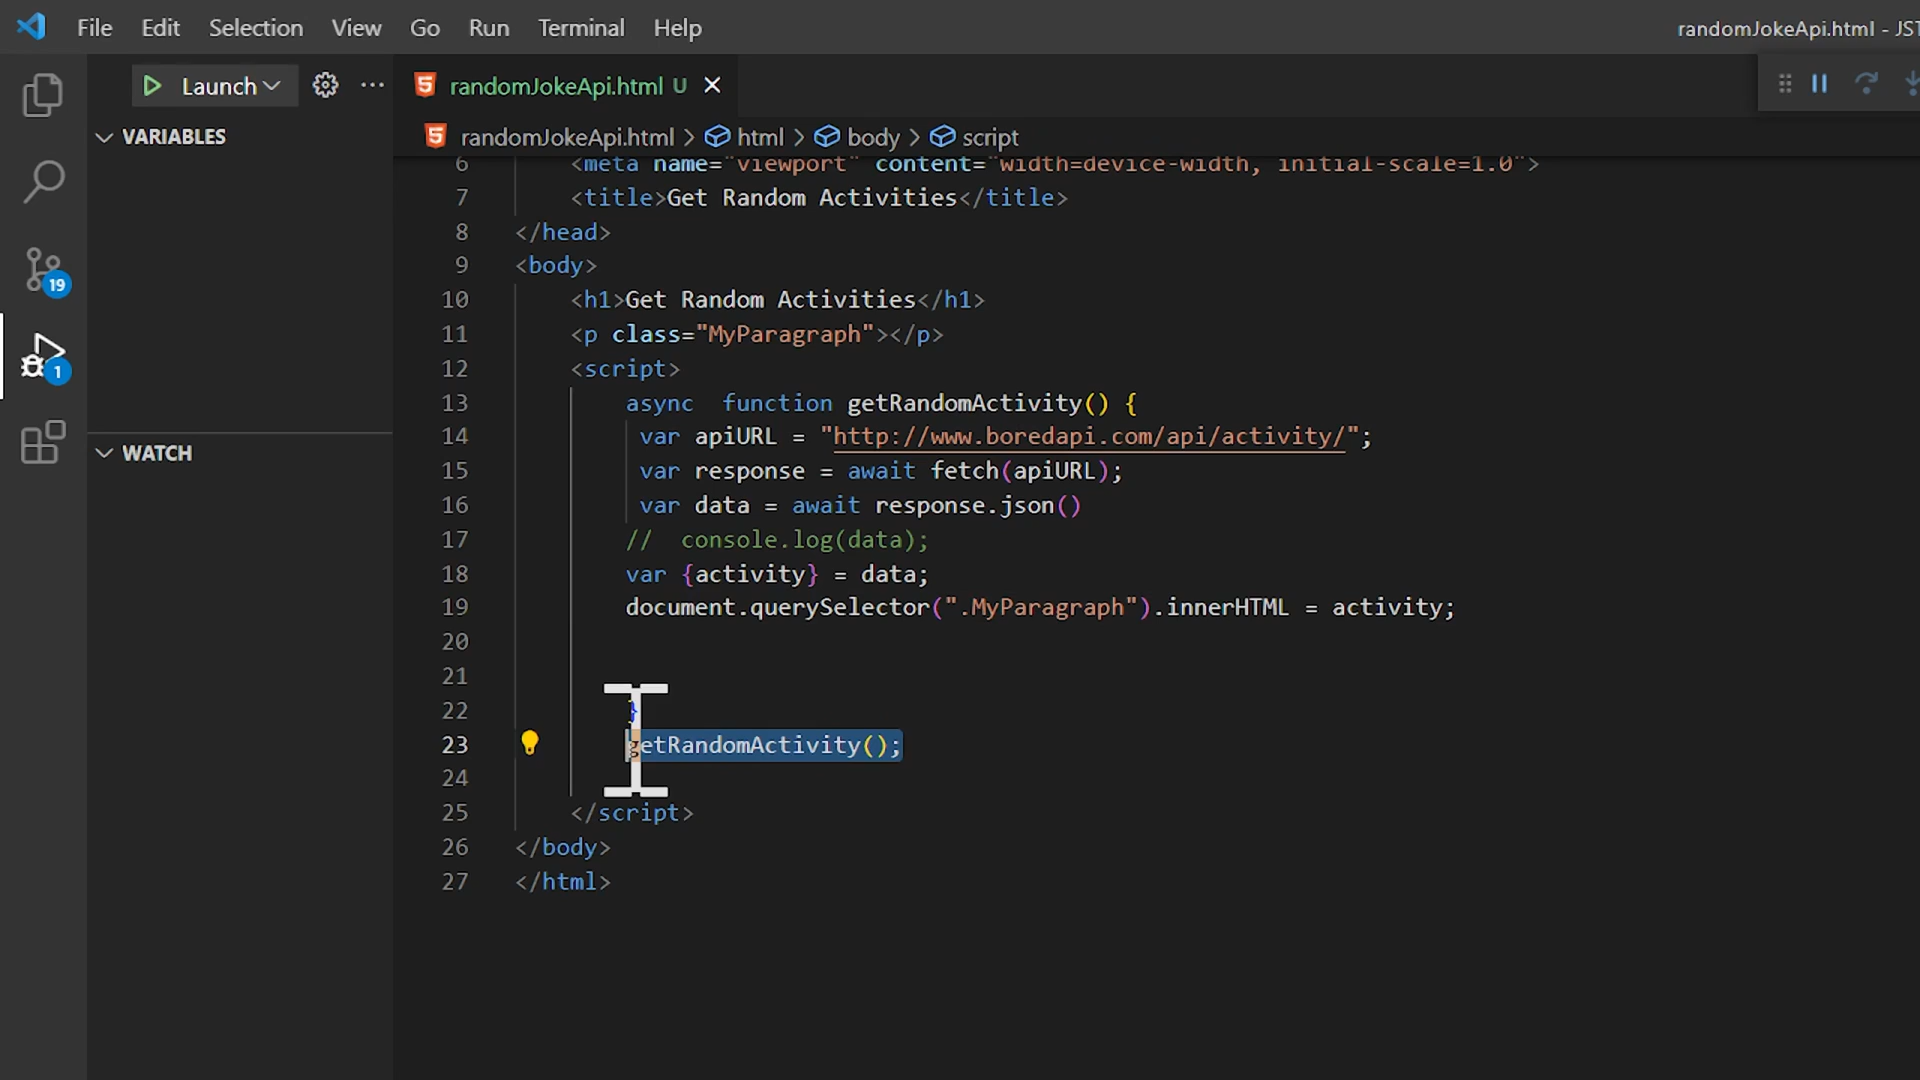 File Edit Selection View Go Run Terminal Help randomJokeApi.html - JST
Launch
randomJokeApi.html U
VARIABLES
randomJokeApi.html > html > body > script
6 <meta name="viewport" content="width=device-width, initial-scale=1.0">
7 <title>Get Random Activities</title>
8 </head>
9 <body>
10 <h1>Get Random Activities</h1>
11 <p class="MyParagraph"></p>
12 <script>
13 async  function getRandomActivity() {
14 var apiURL = "http://www.boredapi.com/api/activity/";
15 var response = await fetch(apiURL);
16 var data = await response.json()
17 //  console.log(data);
18 var {activity} = data;
19 document.querySelector(".MyParagraph").innerHTML = activity;
20
21
22 }
23 getRandomActivity();
24
25 </script>
26 </body>
27 </html>
WATCH
19
1